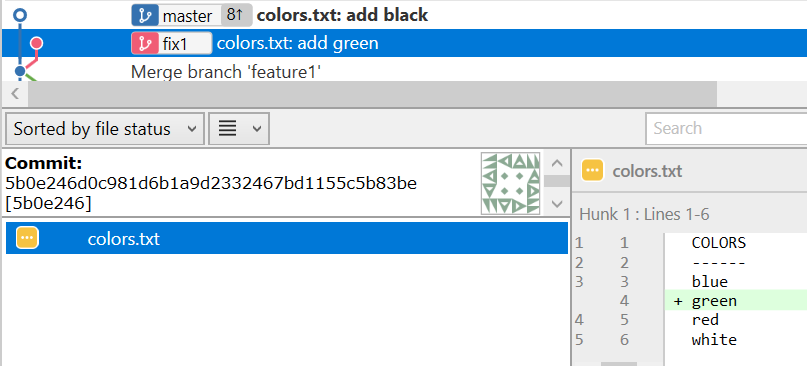 master 8↑ colors.txt: add black
fix1 colors.txt: add green
Merge branch 'feature1'
Sorted by file status
Search
Commit:
5b0e246d0c981d6b1a9d2332467bd1155c5b83be
[5b0e246]
colors.txt
colors.txt
Hunk 1 : Lines 1-6
1 1 COLORS
2 2 ------
3 3 blue
4 + green
4 5 red
5 6 white